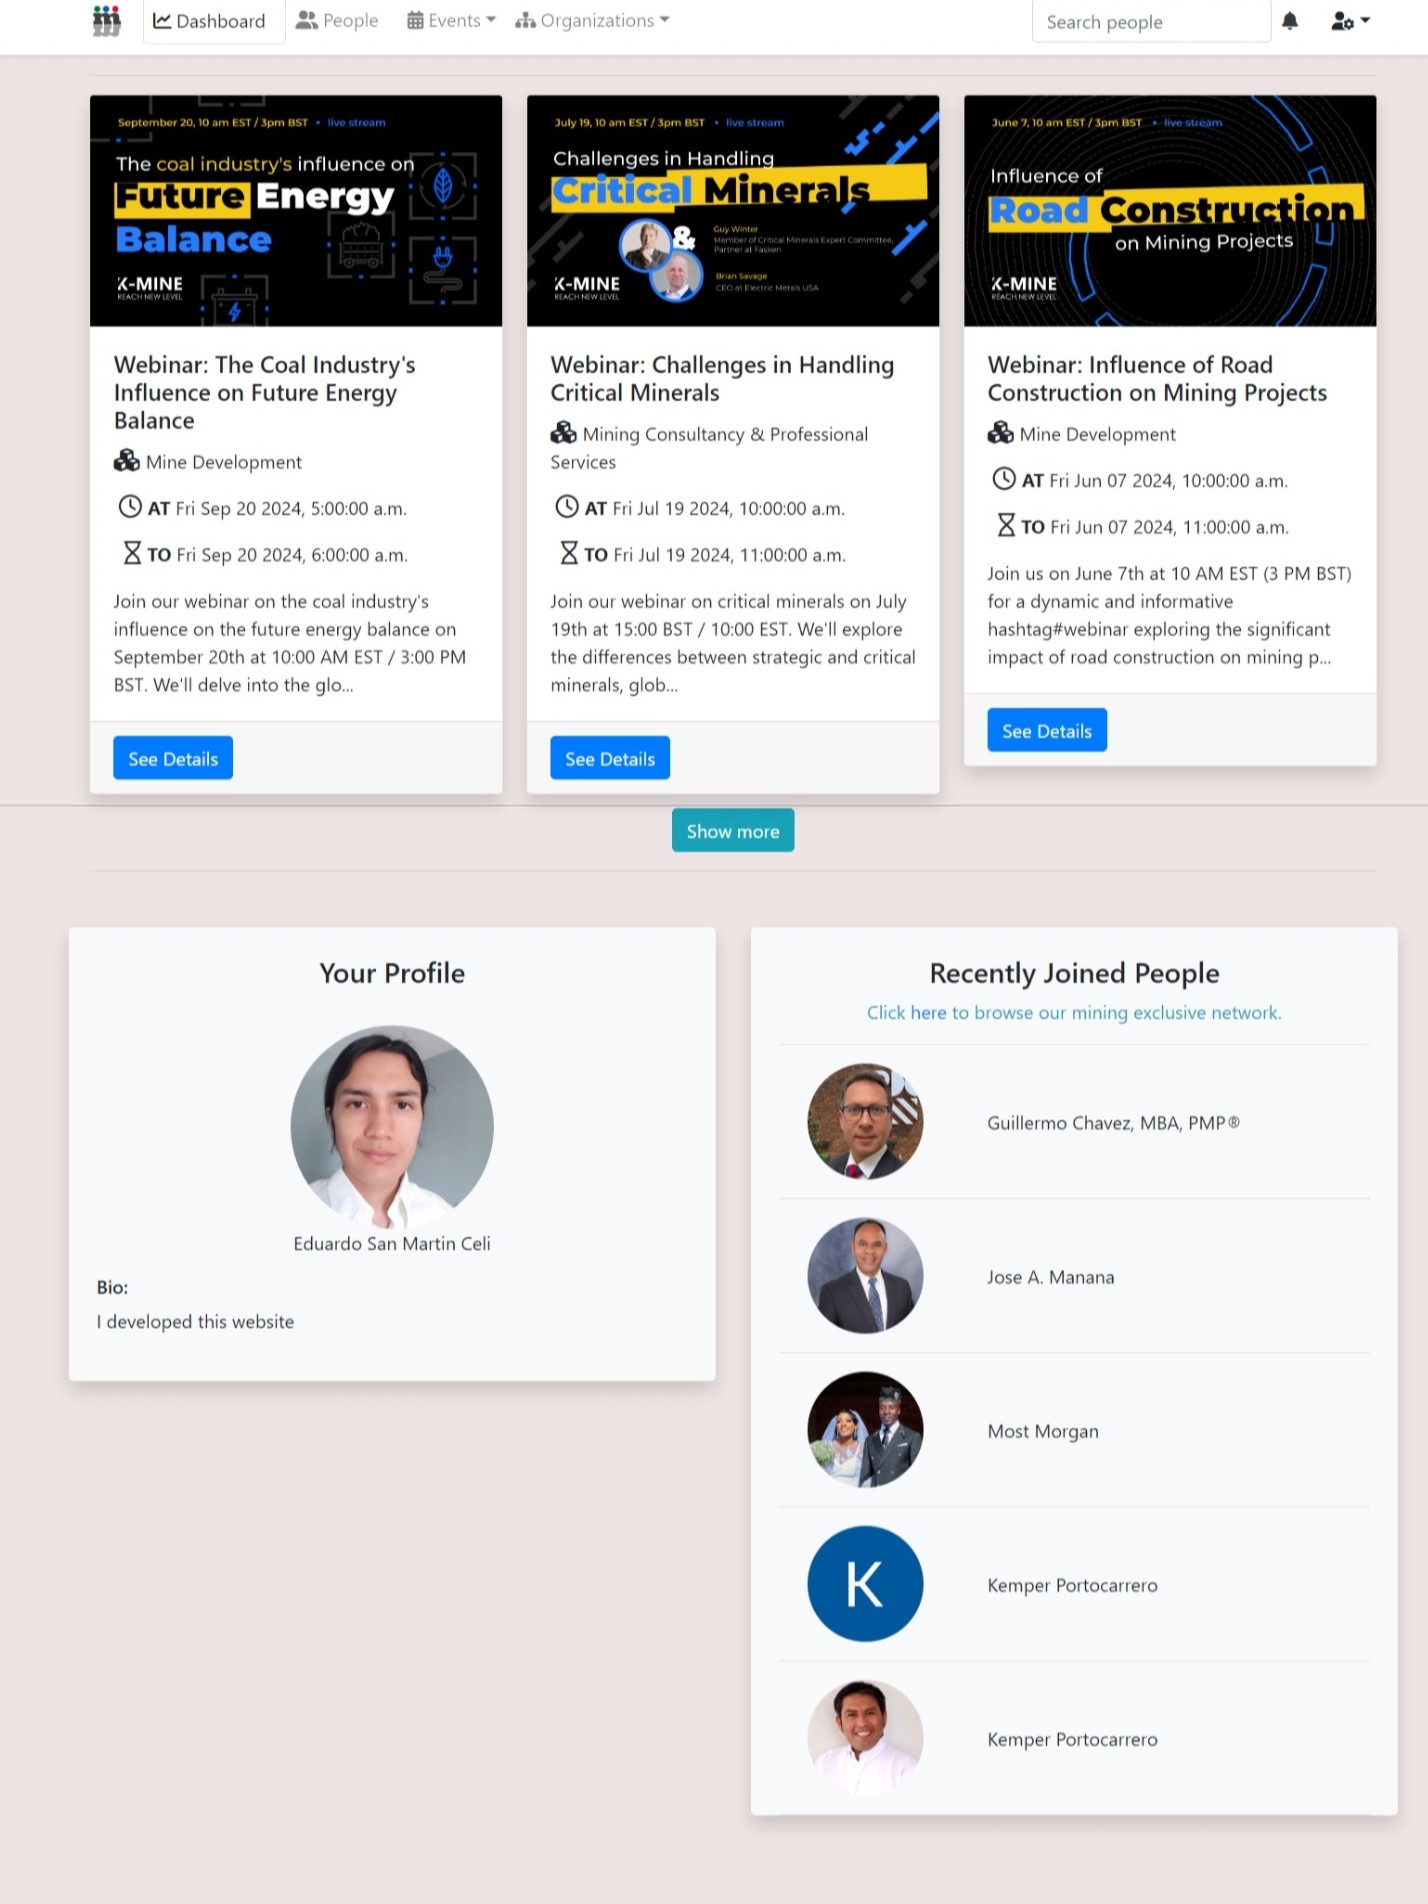 Dashboard
People
Events
Organizations
Search people
September 20, 10 am EST / 3pm BST • live stream
The coal industry's influence on
Future Energy
Balance
K-MINE
REACH NEW LEVEL
Webinar: The Coal Industry's
Influence on Future Energy
Balance
Mine Development
AT Fri Sep 20 2024, 5:00:00 a.m.
TO Fri Sep 20 2024, 6:00:00 a.m.
Join our webinar on the coal industry's
influence on the future energy balance on
September 20th at 10:00 AM EST / 3:00 PM
BST. We'll delve into the glo...
See Details
July 19, 10 am EST / 3pm BST • live stream
Challenges in Handling
Critical Minerals
&
Guy Winter
Member of Critical Minerals Expert Committee,
Partner at Fasken
Brian Savage
CEO at Electric Metals USA
K-MINE
REACH NEW LEVEL
Webinar: Challenges in Handling
Critical Minerals
Mining Consultancy & Professional
Services
AT Fri Jul 19 2024, 10:00:00 a.m.
TO Fri Jul 19 2024, 11:00:00 a.m.
Join our webinar on critical minerals on July
19th at 15:00 BST / 10:00 EST. We'll explore
the differences between strategic and critical
minerals, glob...
See Details
June 7, 10 am EST / 3pm BST • live stream
Influence of
Road Construction
on Mining Projects
K-MINE
REACH NEW LEVEL
Webinar: Influence of Road
Construction on Mining Projects
Mine Development
AT Fri Jun 07 2024, 10:00:00 a.m.
TO Fri Jun 07 2024, 11:00:00 a.m.
Join us on June 7th at 10 AM EST (3 PM BST)
for a dynamic and informative
hashtag#webinar exploring the significant
impact of road construction on mining p...
See Details
Show more
Your Profile
Eduardo San Martin Celi
Bio:
I developed this website
Recently Joined People
Click here to browse our mining exclusive network.
Guillermo Chavez, MBA, PMP®
Jose A. Manana
Most Morgan
K
Kemper Portocarrero
Kemper Portocarrero